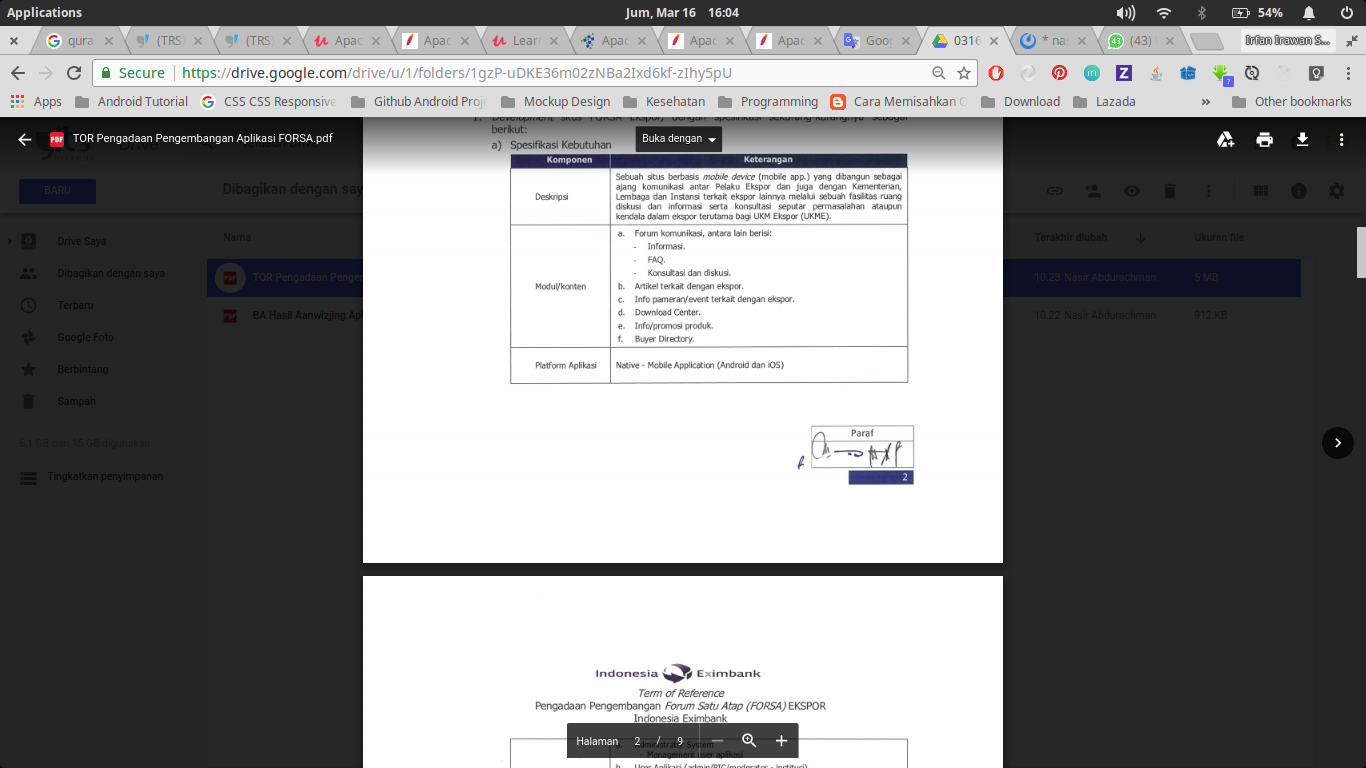 Applications
Jum, Mar 16 16:04
54%
qura
(TRS)
(TRS)
Apac
Apac
Lear
Apac
Apac
Apac
Goog
0316
* na
(43)
Irfan Irawan S...
Secure
https://drive.google.com/drive/u/1/folders/1gzP-uDKE36m02zNBa2Ixd6kf-zIhy5pU
7
Apps
Android Tutorial
CSS CSS Responsive
Github Android Proj
Mockup Design
Kesehatan
Programming
Cara Memisahkan
Download
Lazada
»
Other bookmarks
TOR Pengadaan Pengembangan Aplikasi FORSA.pdf
Buka dengan
BARU
Dibagikan dengan say
Drive Saya
Dibagikan dengan saya
Terbaru
Google Foto
Berbintang
Sampah
6,1 GB dari 15 GB digunakan
Tingkatkan penyimpanan
Nama
Terakhir diubah
Ukuran file
TOR Pengadaan Penge
10.23 Nasir Abdurachman
5 MB
BA Hasil Aanwizjing Ap
10.22 Nasir Abdurachman
912 KB
1. Development situs FORSA Ekspor, dengan spesifikasi sekurang-kurangnya sebagai
berikut:
a) Spesifikasi Kebutuhan
Komponen
Keterangan
Deskripsi
Sebuah situs berbasis mobile device (mobile app.) yang dibangun sebagai
ajang komunikasi antar Pelaku Ekspor dan juga dengan Kementerian,
Lembaga dan Instansi terkait ekspor lainnya melalui sebuah fasilitas ruang
diskusi dan informasi serta konsultasi seputar permasalahan ataupun
kendala dalam ekspor terutama bagi UKM Ekspor (UKME).
Modul/konten
a. Forum komunikasi, antara lain berisi:
- Informasi.
- FAQ.
- Konsultasi dan diskusi.
b. Artikel terkait dengan ekspor.
c. Info pameran/event terkait dengan ekspor.
d. Download Center.
e. Info/promosi produk.
f. Buyer Directory.
Platform Aplikasi
Native - Mobile Application (Android dan iOS)
Paraf
2
Indonesia Eximbank
Term of Reference
Pengadaan Pengembangan Forum Satu Atap (FORSA) EKSPOR
Indonesia Eximbank
Halaman 2 / 9
a. Administrator System
- Management user aplikasi
b. User Aplikasi (admin/PIC/moderator - institusi)